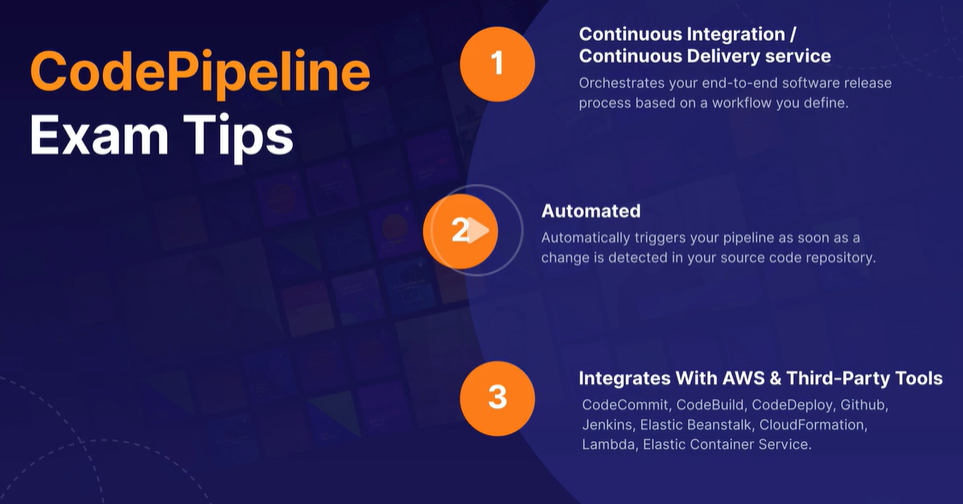 CodePipeline
Exam Tips
1
Continuous Integration /
Continuous Delivery service
Orchestrates your end-to-end software release
process based on a workflow you define.
2
Automated
Automatically triggers your pipeline as soon as a
change is detected in your source code repository.
3
Integrates With AWS & Third-Party Tools
CodeCommit, CodeBuild, CodeDeploy, Github,
Jenkins, Elastic Beanstalk, CloudFormation,
Lambda, Elastic Container Service.